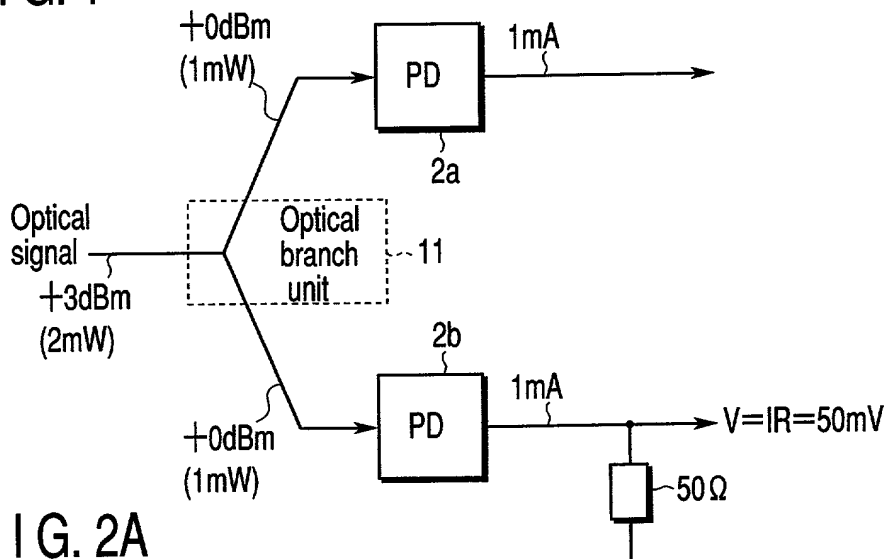 +0dBm
(1mW)
PD
1mA
2a
Optical
signal
Optical
branch
unit
11
+3dBm
(2mW)
2b
PD
1mA
V=IR=50mV
+0dBm
(1mW)
50Ω
IG. 2A